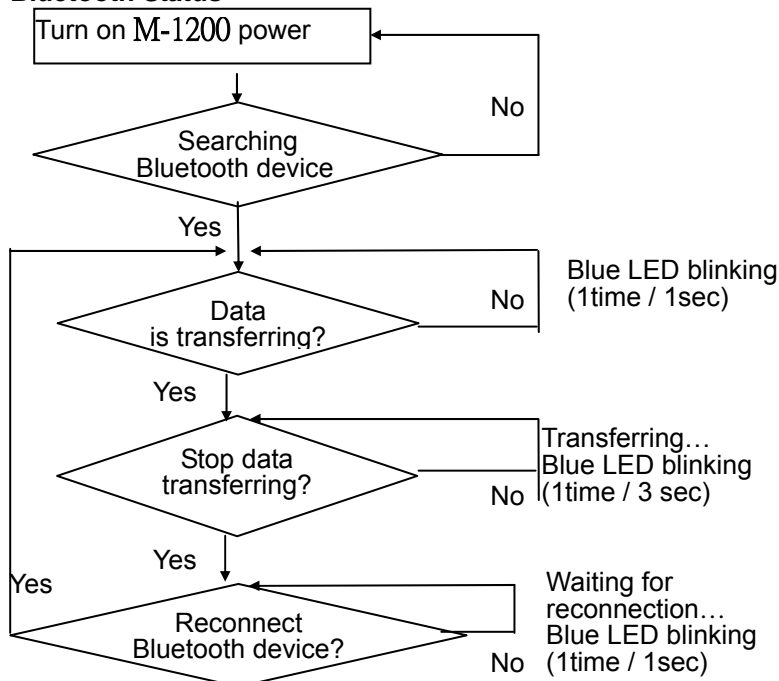 Bluetooth Status
Turn on M-1200 power
No
Searching
Bluetooth device
Yes
Blue LED blinking
(1time / 1sec)
No
Data
is transferring?
Yes
Transferring…
Blue LED blinking
(1time / 3 sec)
Stop data
transferring?
No
Yes
Yes
Waiting for
reconnection…
Blue LED blinking
(1time / 1sec)
Reconnect
Bluetooth device?
No